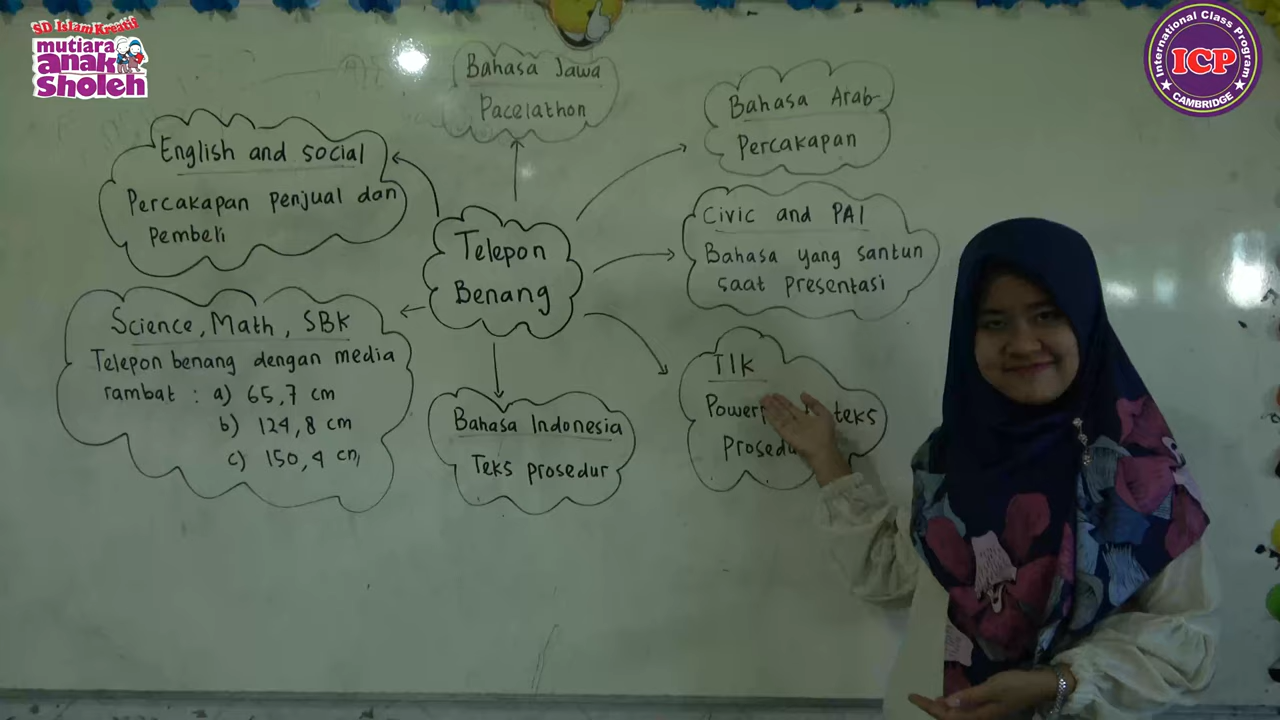 SD Islam Kreatif
mutiara
anak
Sholeh
International Class Program
ICP
CAMBRIDGE
Bahasa Jawa
Pacelathon
Bahasa Arab
Percakapan
English and social
Percakapan penjual dan
pembeli
Telepon
Benang
Civic and PAI
Bahasa yang santun
saat presentasi
Science, Math, SBK
Telepon benang dengan media
rambat : a) 65,7 cm
b) 124,8 cm
c) 150,4 cm
Bahasa Indonesia
Teks prosedur
TIK
teks